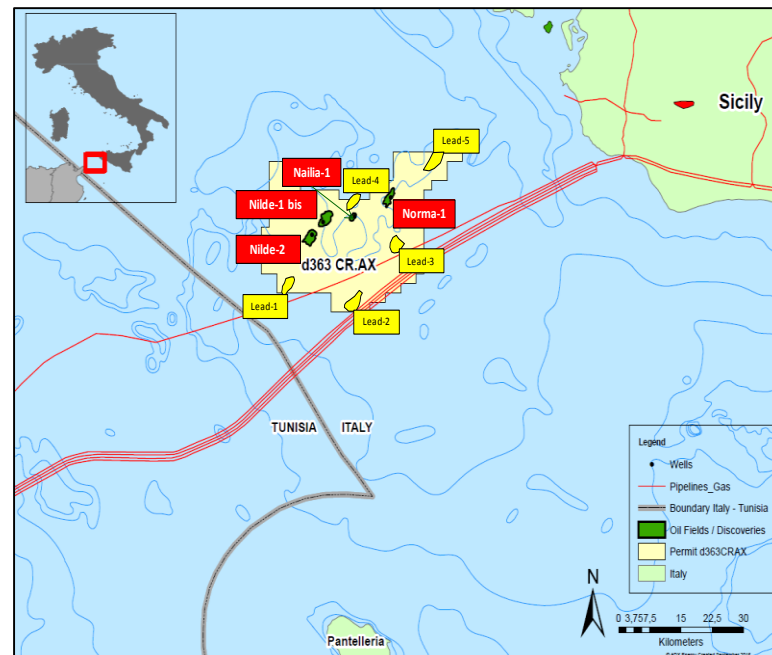 Sicily
Lead-5
Nailia-1
Lead-4
Nilde-1 bis
Norma-1
Nilde-2
d363 CR.AX
Lead-3
Lead-1
Lead-2
TUNISIA
ITALY
Legend
Wells
Pipelines_Gas
Boundary Italy - Tunisia
Oil Fields / Discoveries
Permit d363CRAX
Italy
N
0 3,757,5 15 22,5 30
Kilometers
Pantelleria